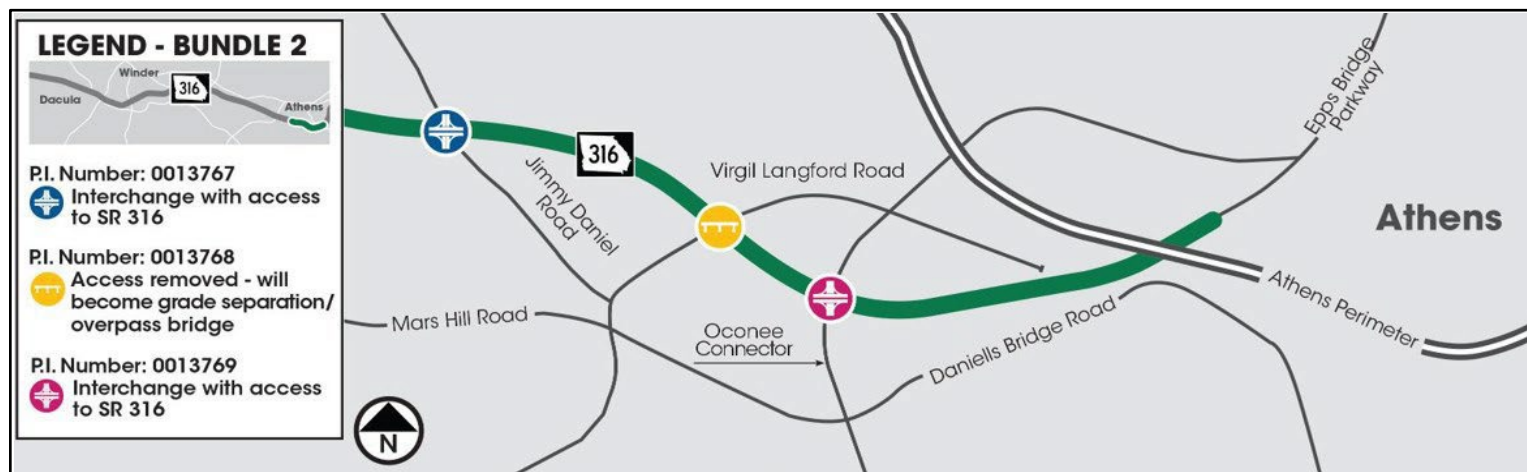 LEGEND - BUNDLE 2
Winder
316
Dacula
Athens
P.I. Number: 0013767
Interchange with access
to SR 316
P.I. Number: 0013768
Access removed - will
become grade separation/
overpass bridge
P.I. Number: 0013769
Interchange with access
to SR 316
316
Jimmy Daniel
Road
Virgil Langford Road
Epps Bridge
Parkway
Athens
Mars Hill Road
Oconee
Connector
Daniells Bridge Road
Athens Perimeter
N